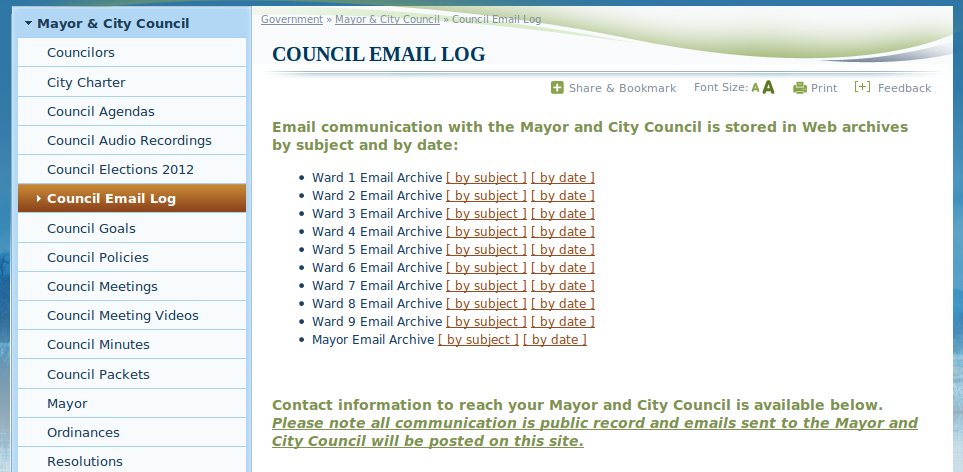 Mayor & City Council
Councilors
City Charter
Council Agendas
Council Audio Recordings
Council Elections 2012
Council Email Log
Council Goals
Council Policies
Council Meetings
Council Meeting Videos
Council Minutes
Council Packets
Mayor
Ordinances
Resolutions
Government » Mayor & City Council » Council Email Log
COUNCIL EMAIL LOG
Share & Bookmark Font Size: A A Print [+] Feedback
Email communication with the Mayor and City Council is stored in Web archives
by subject and by date:
• Ward 1 Email Archive [ by subject ] [ by date ]
• Ward 2 Email Archive [ by subject ] [ by date ]
• Ward 3 Email Archive [ by subject ] [ by date ]
• Ward 4 Email Archive [ by subject ] [ by date ]
• Ward 5 Email Archive [ by subject ] [ by date ]
• Ward 6 Email Archive [ by subject ] [ by date ]
• Ward 7 Email Archive [ by subject ] [ by date ]
• Ward 8 Email Archive [ by subject ] [ by date ]
• Ward 9 Email Archive [ by subject ] [ by date ]
• Mayor Email Archive [ by subject ] [ by date ]
Contact information to reach your Mayor and City Council is available below.
Please note all communication is public record and emails sent to the Mayor and
City Council will be posted on this site.